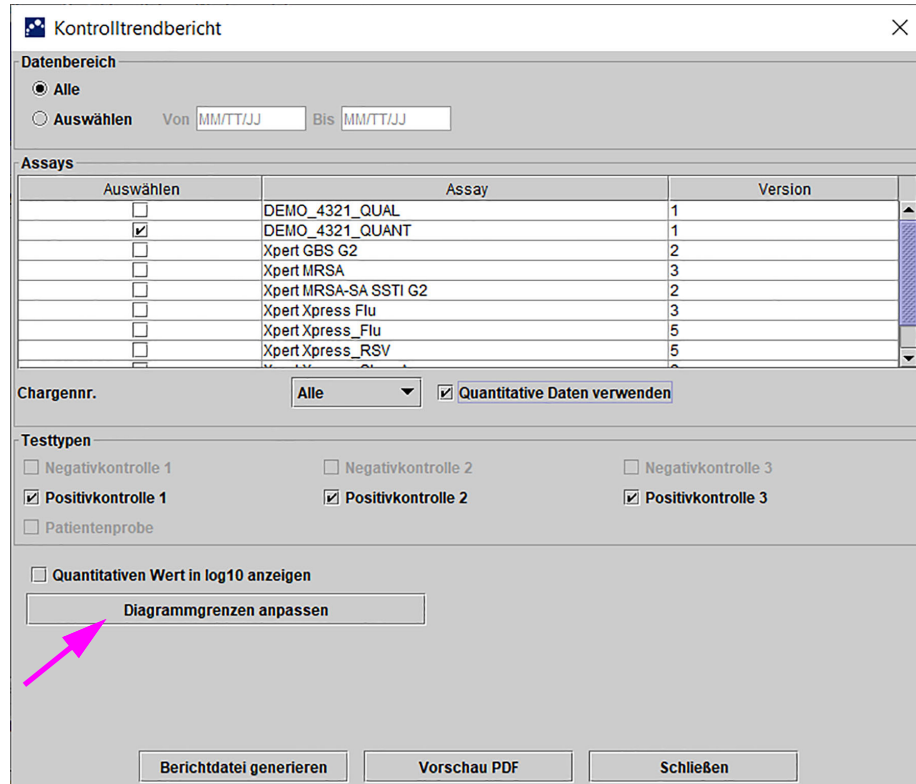 Kontrolltrendbericht
Datenbereich
Alle
Auswählen Von MM/TT/JJ Bis MM/TT/JJ
Assays
Auswählen Assay Version
DEMO_4321_QUAL 1
DEMO_4321_QUANT 1
Xpert GBS G2 2
Xpert MRSA 3
Xpert MRSA-SA SSTI G2 2
Xpert Xpress Flu 3
Xpert Xpress_Flu 5
Xpert Xpress_RSV 5
Chargennr. Alle Quantitative Daten verwenden
Testtypen
Negativkontrolle 1 Negativkontrolle 2 Negativkontrolle 3
Positivkontrolle 1 Positivkontrolle 2 Positivkontrolle 3
Patientenprobe
Quantitativen Wert in log10 anzeigen
Diagrammgrenzen anpassen
Berichtdatei generieren Vorschau PDF Schließen